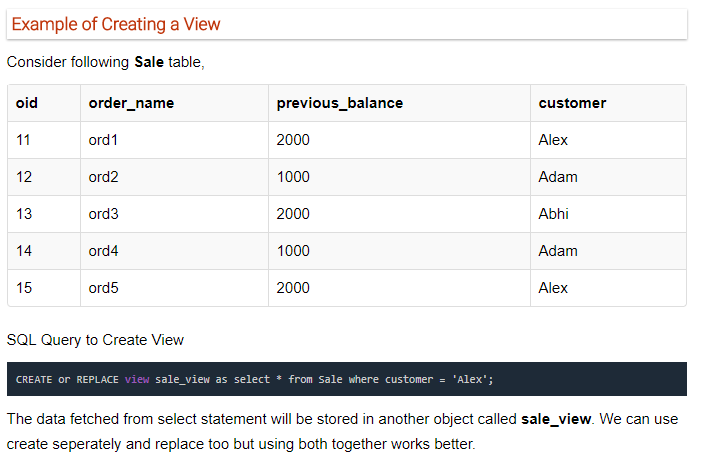 Example of Creating a View
Consider following Sale table,
oid order_name previous_balance customer
11 ord1 2000 Alex
12 ord2 1000 Adam
13 ord3 2000 Abhi
14 ord4 1000 Adam
15 ord5 2000 Alex
SQL Query to Create View
CREATE or REPLACE view sale_view as select * from Sale where customer = 'Alex';
The data fetched from select statement will be stored in another object called sale_view. We can use
create seperately and replace too but using both together works better.